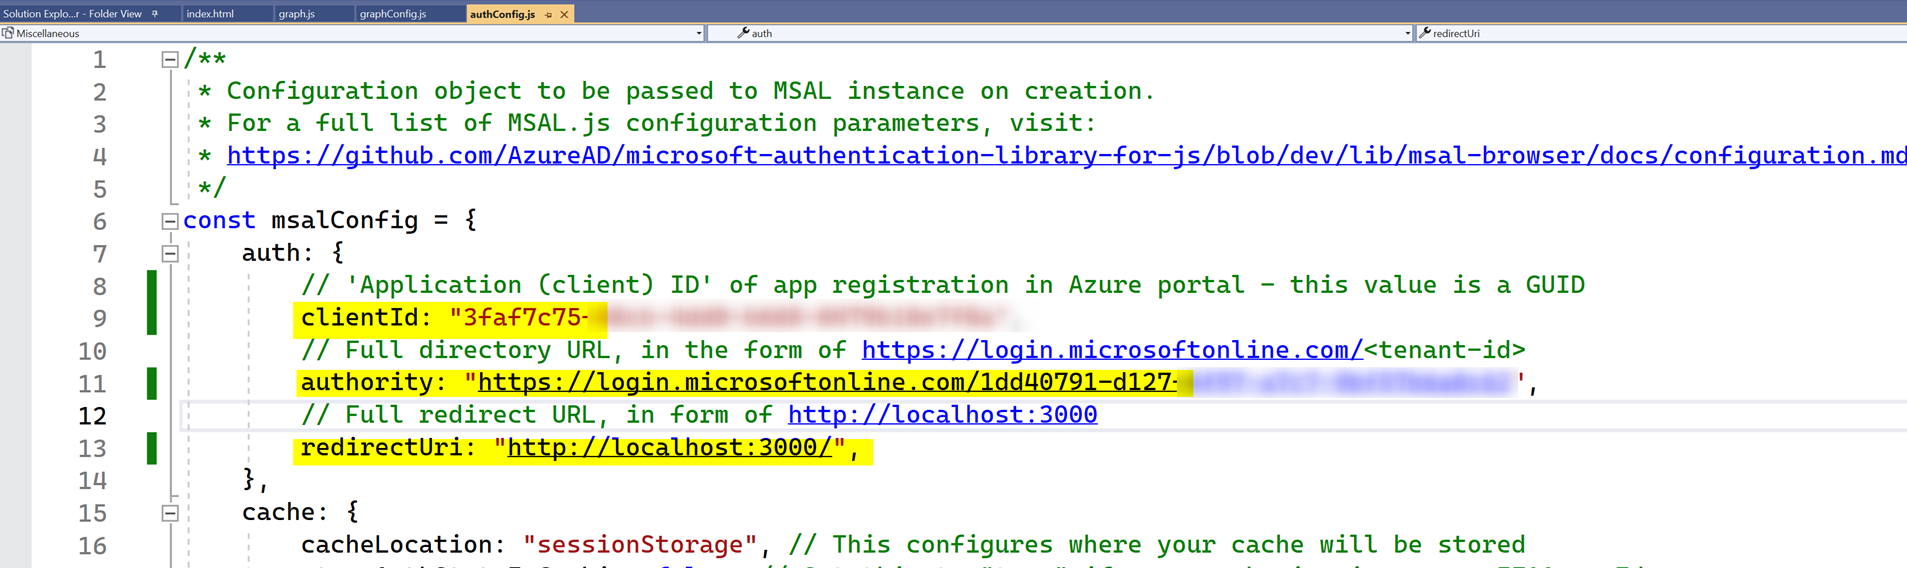 Solution Explo...r - Folder View index.html graph.js graphConfig.js authConfig.js
Miscellaneous auth redirectUri
1 /**
2 * Configuration object to be passed to MSAL instance on creation.
3 * For a full list of MSAL.js configuration parameters, visit:
4 * https://github.com/AzureAD/microsoft-authentication-library-for-js/blob/dev/lib/msal-browser/docs/configuration.md
5 */
6 const msalConfig = {
7 auth: {
8 // 'Application (client) ID' of app registration in Azure portal - this value is a GUID
9 clientId: "3faf7c75-
10 // Full directory URL, in the form of https://login.microsoftonline.com/<tenant-id>
11 authority: "https://login.microsoftonline.com/1dd40791-d127- ",
12 // Full redirect URL, in form of http://localhost:3000
13 redirectUri: "http://localhost:3000/",
14 },
15 cache: {
16 cacheLocation: "sessionStorage", // This configures where your cache will be stored